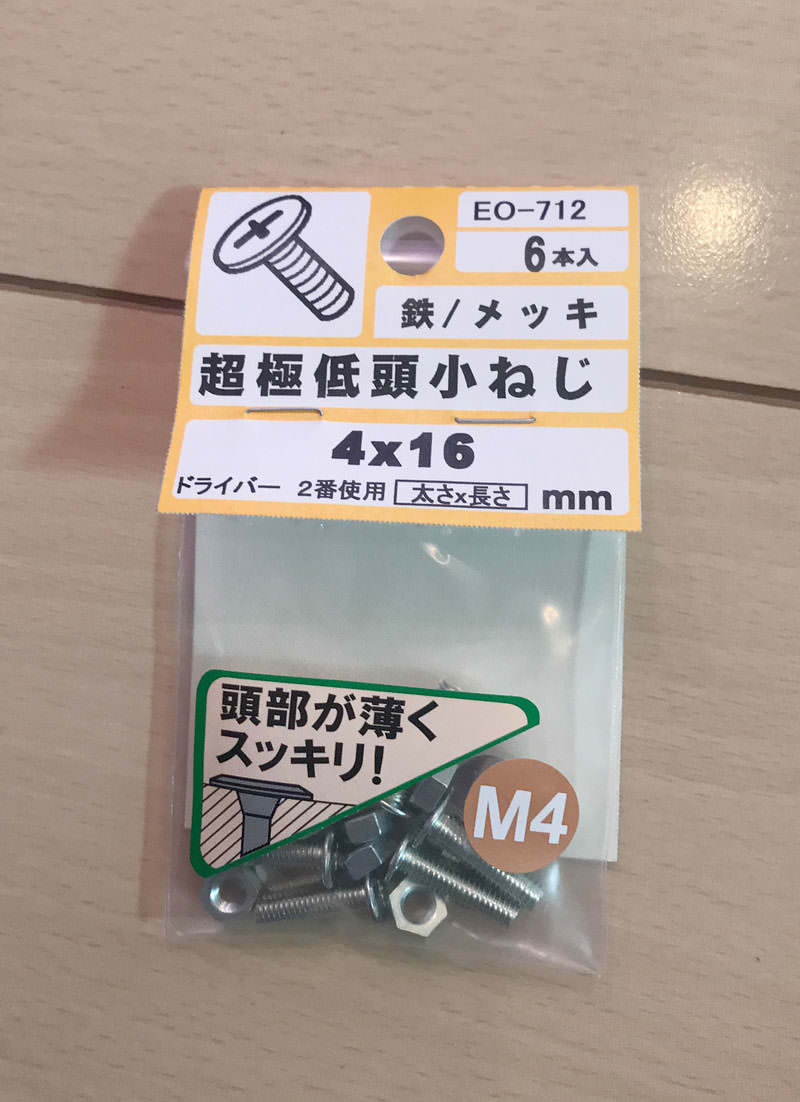 EO-712
6本入
鉄/メッキ
超極低頭小ねじ
4x16
ドライバー 2番使用 太さx長さ mm
頭部が薄く
スッキリ!
M4